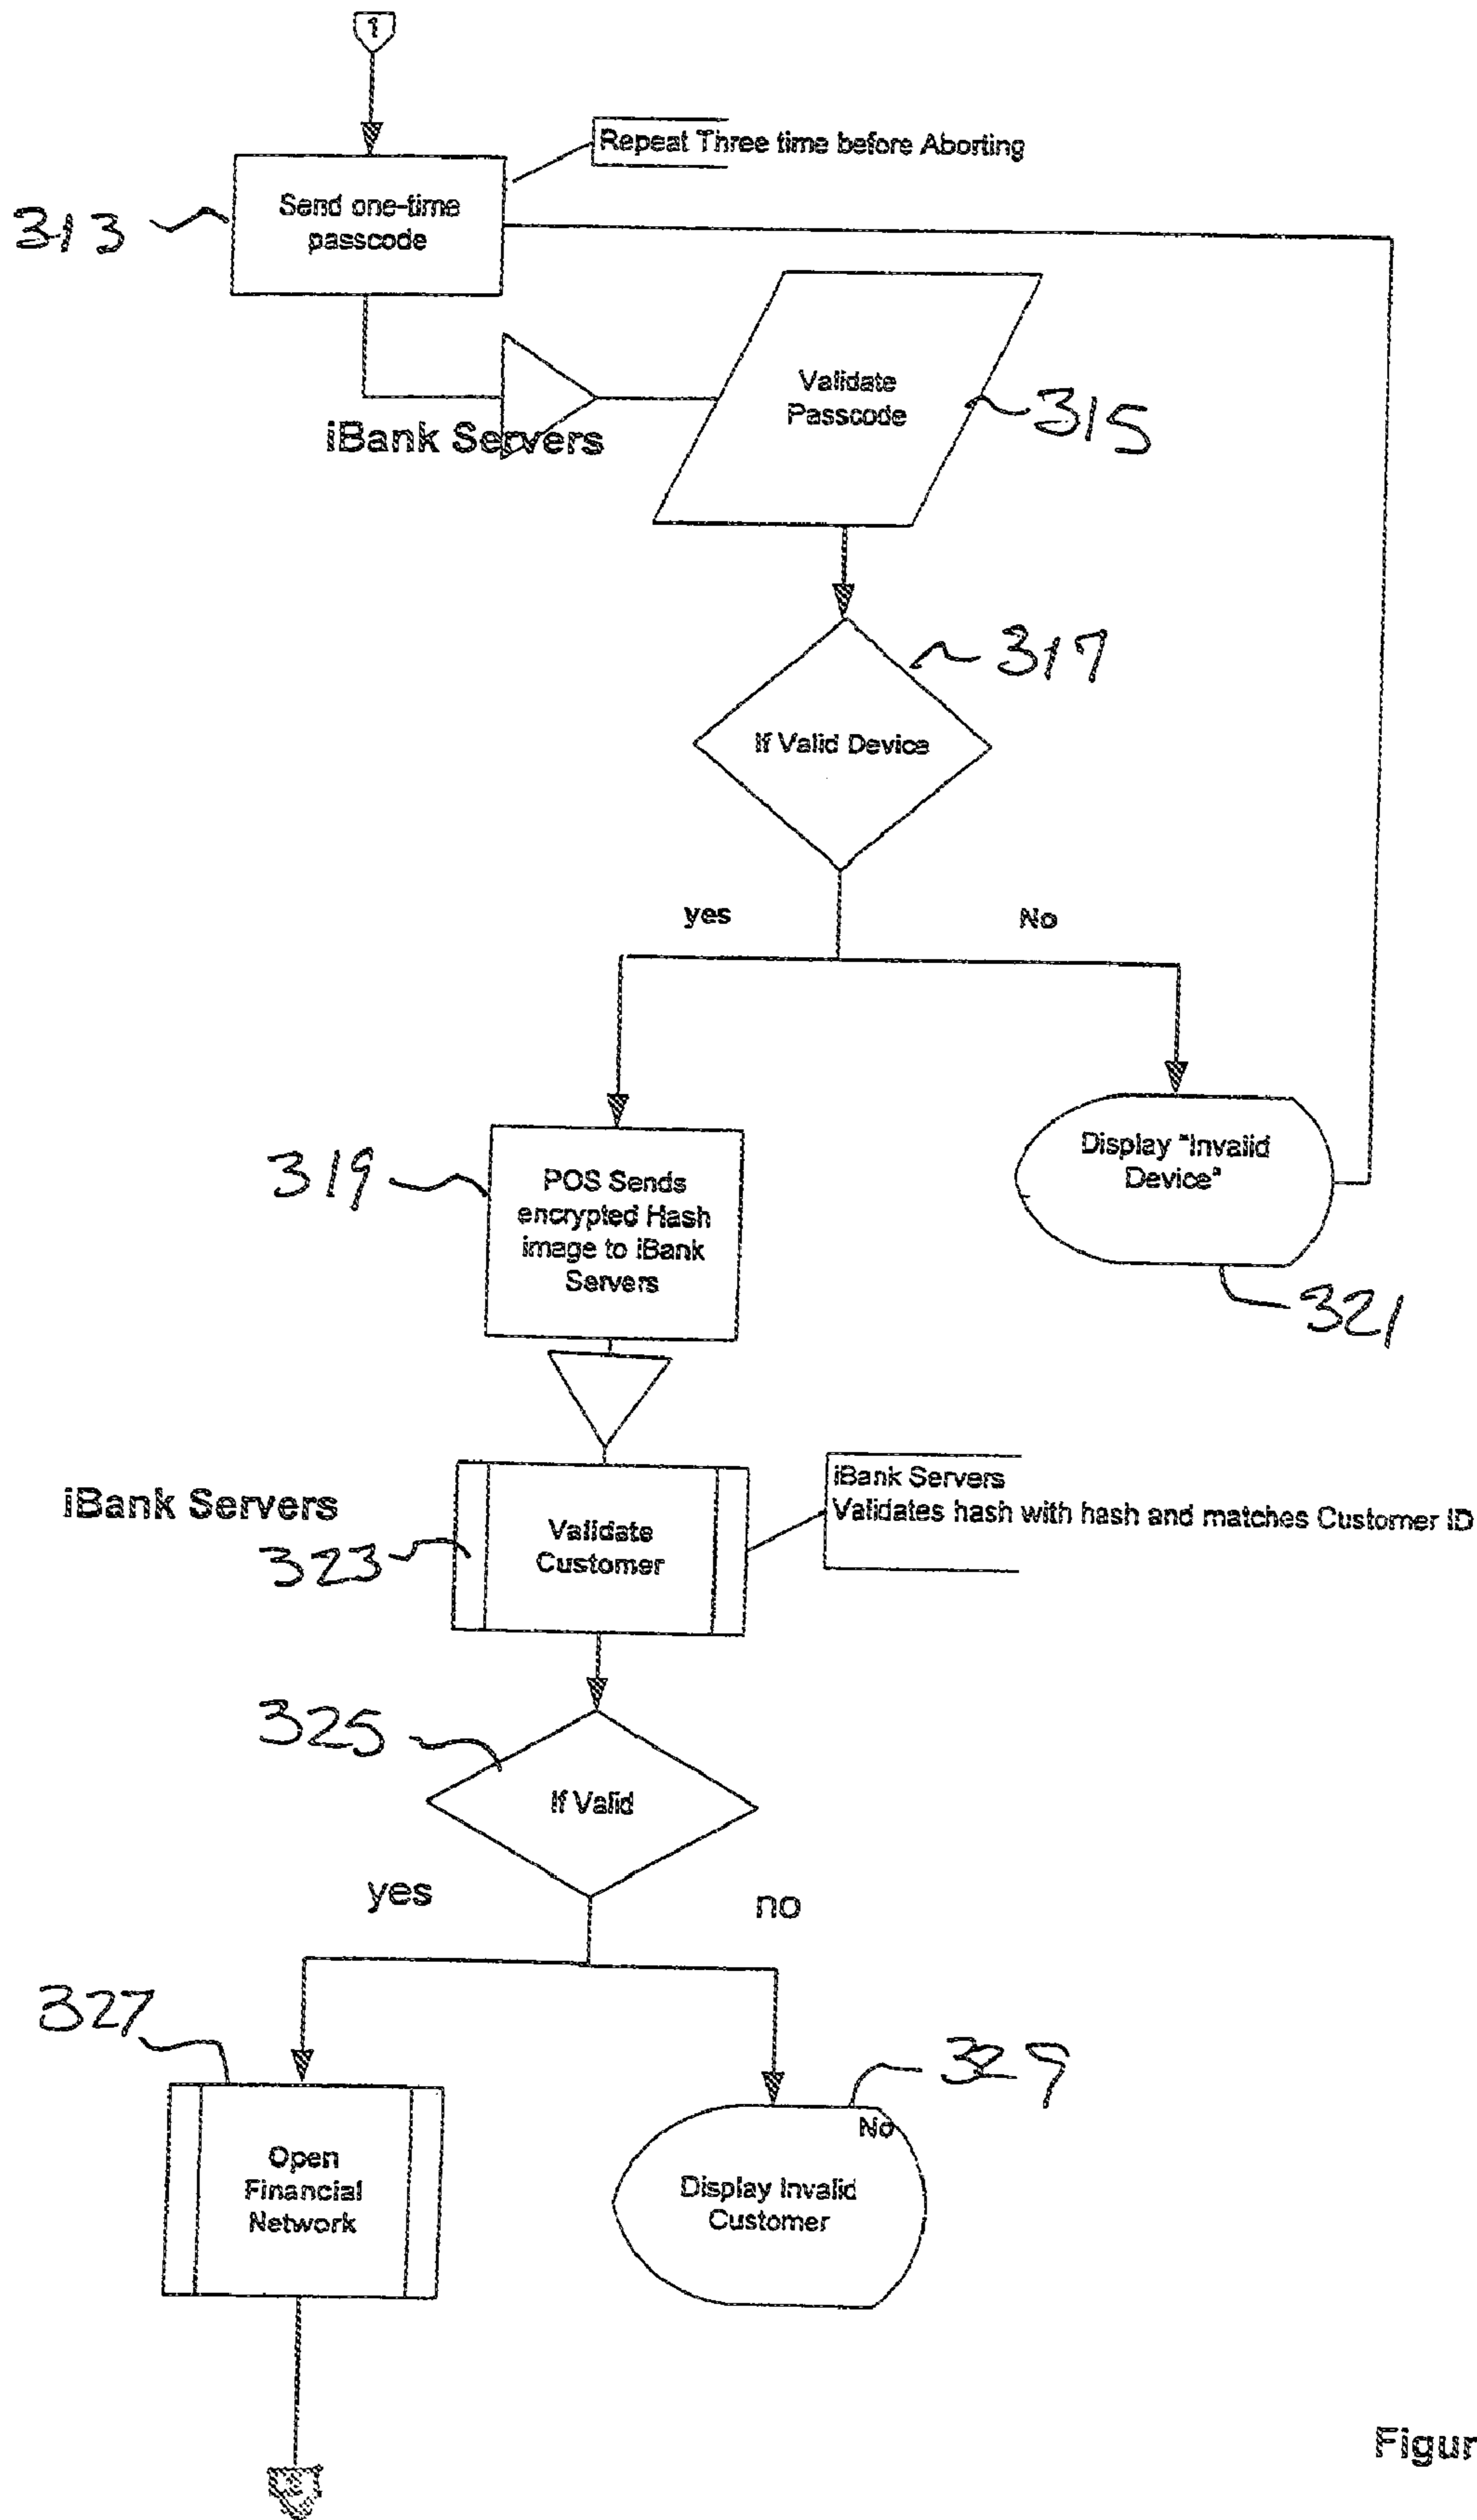 1
Repeat Three time before Aborting
Send one-time
passcode
313
Validate
Passcode
315
iBank Servers
317
If Valid Device
yes
No
319
POS Sends
encrypted Hash
image to iBank
Servers
Display "Invalid
Device"
321
iBank Servers
323
Validate
Customer
iBank Servers
Validates hash with hash and matches Customer ID
325
If Valid
yes
no
327
329
No
Open
Financial
Network
Display Invalid
Customer
Figur